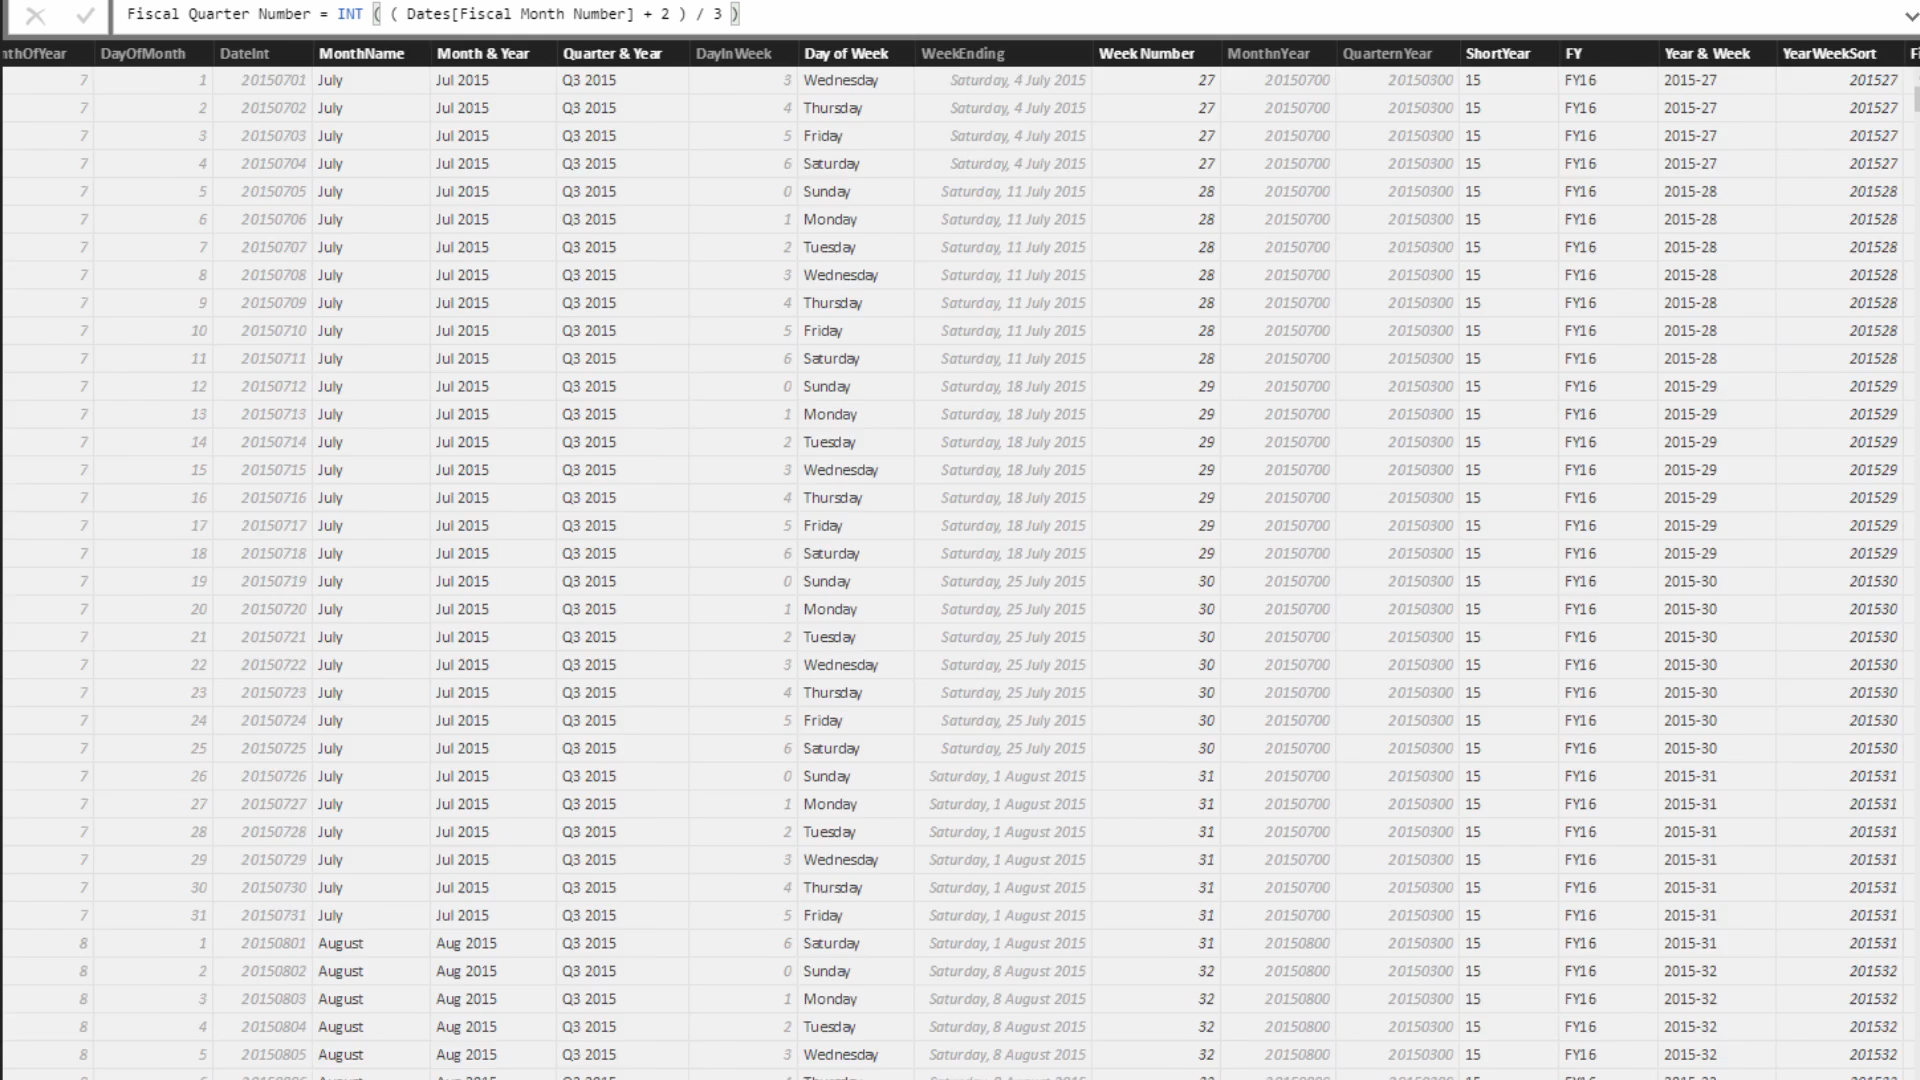 Fiscal Quarter Number = INT ( ( Dates[Fiscal Month Number] + 2 ) / 3 )
nthOfYear DayOfMonth DateInt MonthName Month & Year Quarter & Year DayInWeek Day of Week WeekEnding Week Number MonthnYear QuarternYear ShortYear FY Year & Week YearWeekSort Fi
7 1 20150701 July Jul 2015 Q3 2015 3 Wednesday Saturday, 4 July 2015 27 20150700 20150300 15 FY16 2015-27 201527
7 2 20150702 July Jul 2015 Q3 2015 4 Thursday Saturday, 4 July 2015 27 20150700 20150300 15 FY16 2015-27 201527
7 3 20150703 July Jul 2015 Q3 2015 5 Friday Saturday, 4 July 2015 27 20150700 20150300 15 FY16 2015-27 201527
7 4 20150704 July Jul 2015 Q3 2015 6 Saturday Saturday, 4 July 2015 27 20150700 20150300 15 FY16 2015-27 201527
7 5 20150705 July Jul 2015 Q3 2015 0 Sunday Saturday, 11 July 2015 28 20150700 20150300 15 FY16 2015-28 201528
7 6 20150706 July Jul 2015 Q3 2015 1 Monday Saturday, 11 July 2015 28 20150700 20150300 15 FY16 2015-28 201528
7 7 20150707 July Jul 2015 Q3 2015 2 Tuesday Saturday, 11 July 2015 28 20150700 20150300 15 FY16 2015-28 201528
7 8 20150708 July Jul 2015 Q3 2015 3 Wednesday Saturday, 11 July 2015 28 20150700 20150300 15 FY16 2015-28 201528
7 9 20150709 July Jul 2015 Q3 2015 4 Thursday Saturday, 11 July 2015 28 20150700 20150300 15 FY16 2015-28 201528
7 10 20150710 July Jul 2015 Q3 2015 5 Friday Saturday, 11 July 2015 28 20150700 20150300 15 FY16 2015-28 201528
7 11 20150711 July Jul 2015 Q3 2015 6 Saturday Saturday, 11 July 2015 28 20150700 20150300 15 FY16 2015-28 201528
7 12 20150712 July Jul 2015 Q3 2015 0 Sunday Saturday, 18 July 2015 29 20150700 20150300 15 FY16 2015-29 201529
7 13 20150713 July Jul 2015 Q3 2015 1 Monday Saturday, 18 July 2015 29 20150700 20150300 15 FY16 2015-29 201529
7 14 20150714 July Jul 2015 Q3 2015 2 Tuesday Saturday, 18 July 2015 29 20150700 20150300 15 FY16 2015-29 201529
7 15 20150715 July Jul 2015 Q3 2015 3 Wednesday Saturday, 18 July 2015 29 20150700 20150300 15 FY16 2015-29 201529
7 16 20150716 July Jul 2015 Q3 2015 4 Thursday Saturday, 18 July 2015 29 20150700 20150300 15 FY16 2015-29 201529
7 17 20150717 July Jul 2015 Q3 2015 5 Friday Saturday, 18 July 2015 29 20150700 20150300 15 FY16 2015-29 201529
7 18 20150718 July Jul 2015 Q3 2015 6 Saturday Saturday, 18 July 2015 29 20150700 20150300 15 FY16 2015-29 201529
7 19 20150719 July Jul 2015 Q3 2015 0 Sunday Saturday, 25 July 2015 30 20150700 20150300 15 FY16 2015-30 201530
7 20 20150720 July Jul 2015 Q3 2015 1 Monday Saturday, 25 July 2015 30 20150700 20150300 15 FY16 2015-30 201530
7 21 20150721 July Jul 2015 Q3 2015 2 Tuesday Saturday, 25 July 2015 30 20150700 20150300 15 FY16 2015-30 201530
7 22 20150722 July Jul 2015 Q3 2015 3 Wednesday Saturday, 25 July 2015 30 20150700 20150300 15 FY16 2015-30 201530
7 23 20150723 July Jul 2015 Q3 2015 4 Thursday Saturday, 25 July 2015 30 20150700 20150300 15 FY16 2015-30 201530
7 24 20150724 July Jul 2015 Q3 2015 5 Friday Saturday, 25 July 2015 30 20150700 20150300 15 FY16 2015-30 201530
7 25 20150725 July Jul 2015 Q3 2015 6 Saturday Saturday, 25 July 2015 30 20150700 20150300 15 FY16 2015-30 201530
7 26 20150726 July Jul 2015 Q3 2015 0 Sunday Saturday, 1 August 2015 31 20150700 20150300 15 FY16 2015-31 201531
7 27 20150727 July Jul 2015 Q3 2015 1 Monday Saturday, 1 August 2015 31 20150700 20150300 15 FY16 2015-31 201531
7 28 20150728 July Jul 2015 Q3 2015 2 Tuesday Saturday, 1 August 2015 31 20150700 20150300 15 FY16 2015-31 201531
7 29 20150729 July Jul 2015 Q3 2015 3 Wednesday Saturday, 1 August 2015 31 20150700 20150300 15 FY16 2015-31 201531
7 30 20150730 July Jul 2015 Q3 2015 4 Thursday Saturday, 1 August 2015 31 20150700 20150300 15 FY16 2015-31 201531
7 31 20150731 July Jul 2015 Q3 2015 5 Friday Saturday, 1 August 2015 31 20150700 20150300 15 FY16 2015-31 201531
8 1 20150801 August Aug 2015 Q3 2015 6 Saturday Saturday, 1 August 2015 31 20150800 20150300 15 FY16 2015-31 201531
8 2 20150802 August Aug 2015 Q3 2015 0 Sunday Saturday, 8 August 2015 32 20150800 20150300 15 FY16 2015-32 201532
8 3 20150803 August Aug 2015 Q3 2015 1 Monday Saturday, 8 August 2015 32 20150800 20150300 15 FY16 2015-32 201532
8 4 20150804 August Aug 2015 Q3 2015 2 Tuesday Saturday, 8 August 2015 32 20150800 20150300 15 FY16 2015-32 201532
8 5 20150805 August Aug 2015 Q3 2015 3 Wednesday Saturday, 8 August 2015 32 20150800 20150300 15 FY16 2015-32 201532